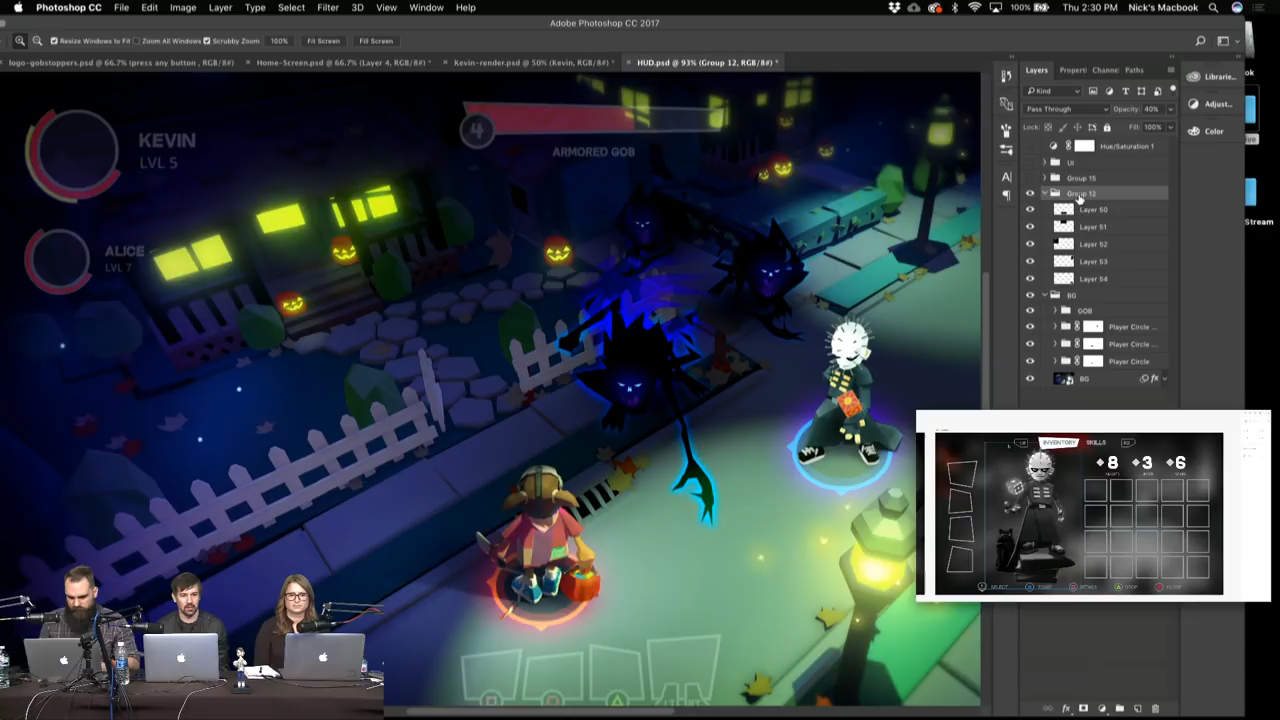 Photoshop CC File Edit Image Layer Type Select Filter 3D View Window Help 100% Thu 2:30 PM Nick's Macbook
Adobe Photoshop CC 2017
Resize Windows to Fit Zoom All Windows Scrubby Zoom 100% Fit Screen Fill Screen
logo-gobstoppers.psd @ 66.7% (press any button , RGB/8#) × Home-Screen.psd @ 66.7% (Layer 4, RGB/8#) * × Kevin-render.psd @ 50% (Kevin, RGB/8#) * × HUD.psd @ 93% (Group 12, RGB/8#) *
Layers Properti Channe Paths
Kind
Pass Through Opacity: 40%
Lock: Fill: 100%
Hue/Saturation 1
UI
Group 15
Group 12
Layer 50
Layer 51
Layer 52
Layer 53
Layer 54
BG
GOB
Player Circle ...
Player Circle ...
Player Circle
BG fx
Librarie...
Adjust...
Color
Stream
KEVIN
LVL 5
ALICE
LVL 7
4
ARMORED GOB
INVENTORY SKILLS
8 3 6
SELECT